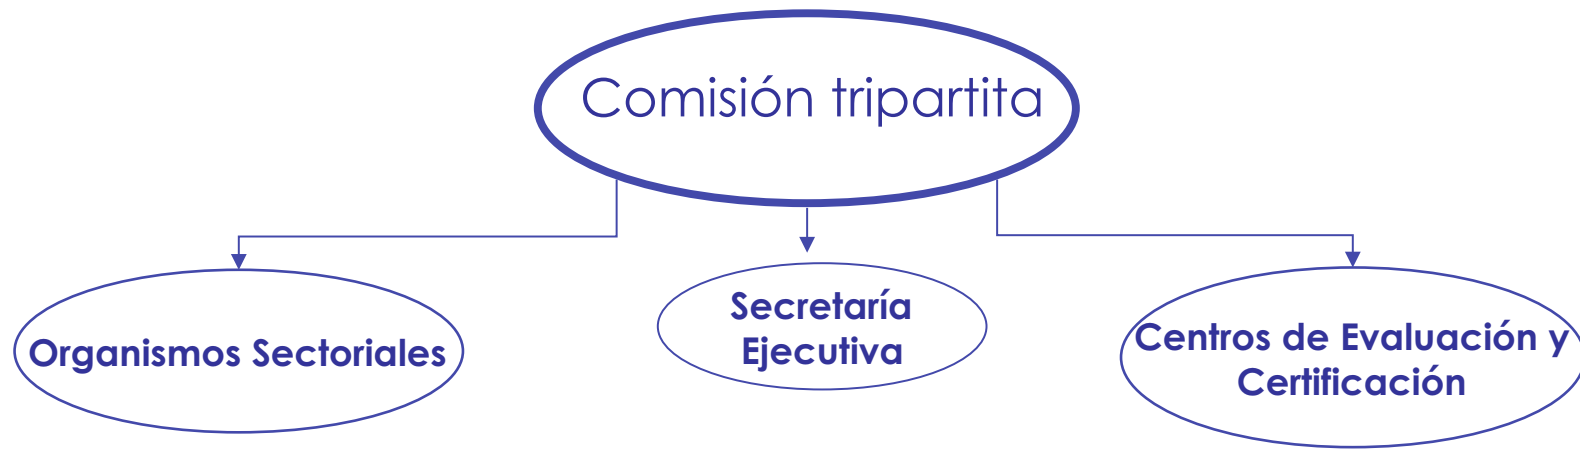 Comisión tripartita
Organismos Sectoriales
Secretaría
Ejecutiva
Centros de Evaluación y
Certificación